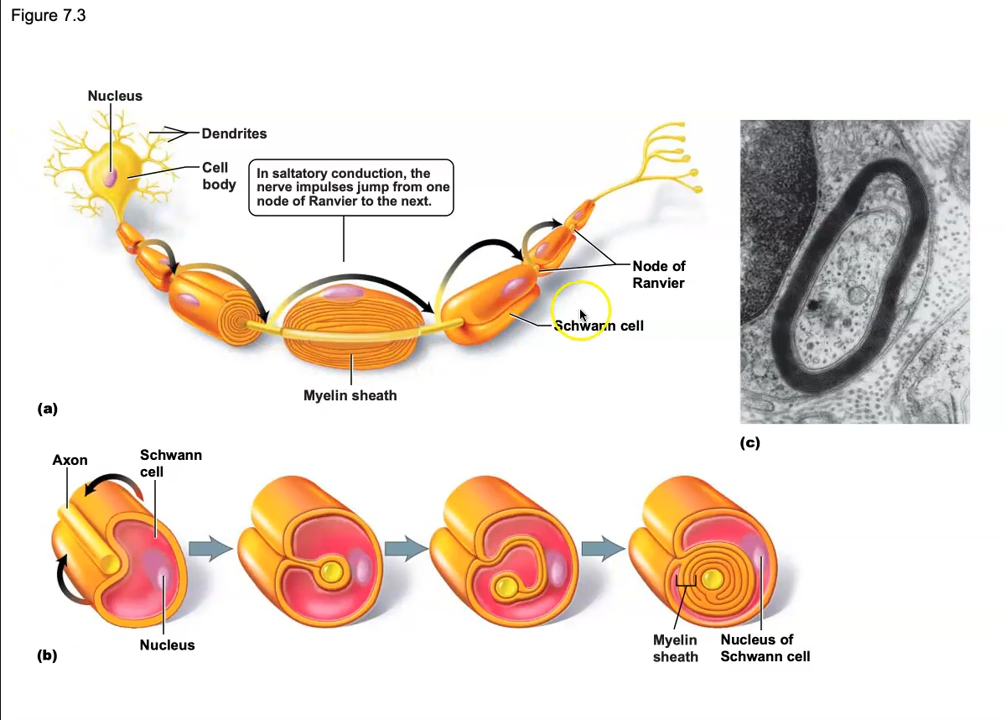 Figure 7.3
Nucleus
Dendrites
Cell
body
In saltatory conduction, the
nerve impulses jump from one
node of Ranvier to the next.
Node of
Ranvier
Schwann cell
Myelin sheath
(a)
(c)
Axon
Schwann
cell
Nucleus
Myelin
sheath
Nucleus of
Schwann cell
(b)